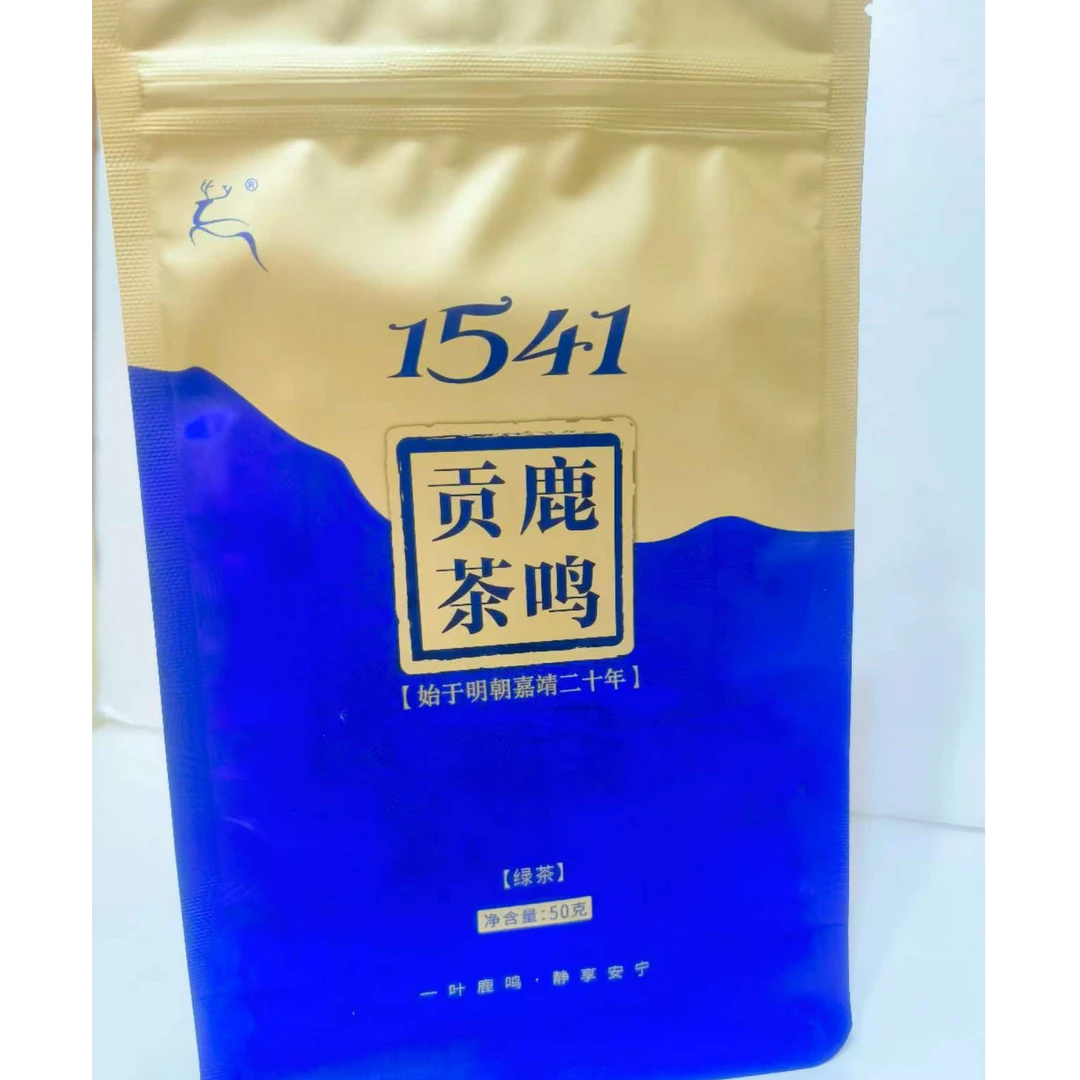 ®
1541
鹿鸣
贡茶
【始于明朝嘉靖二十年】
【绿茶】
净含量:50克
一叶鹿鸣·静享安宁